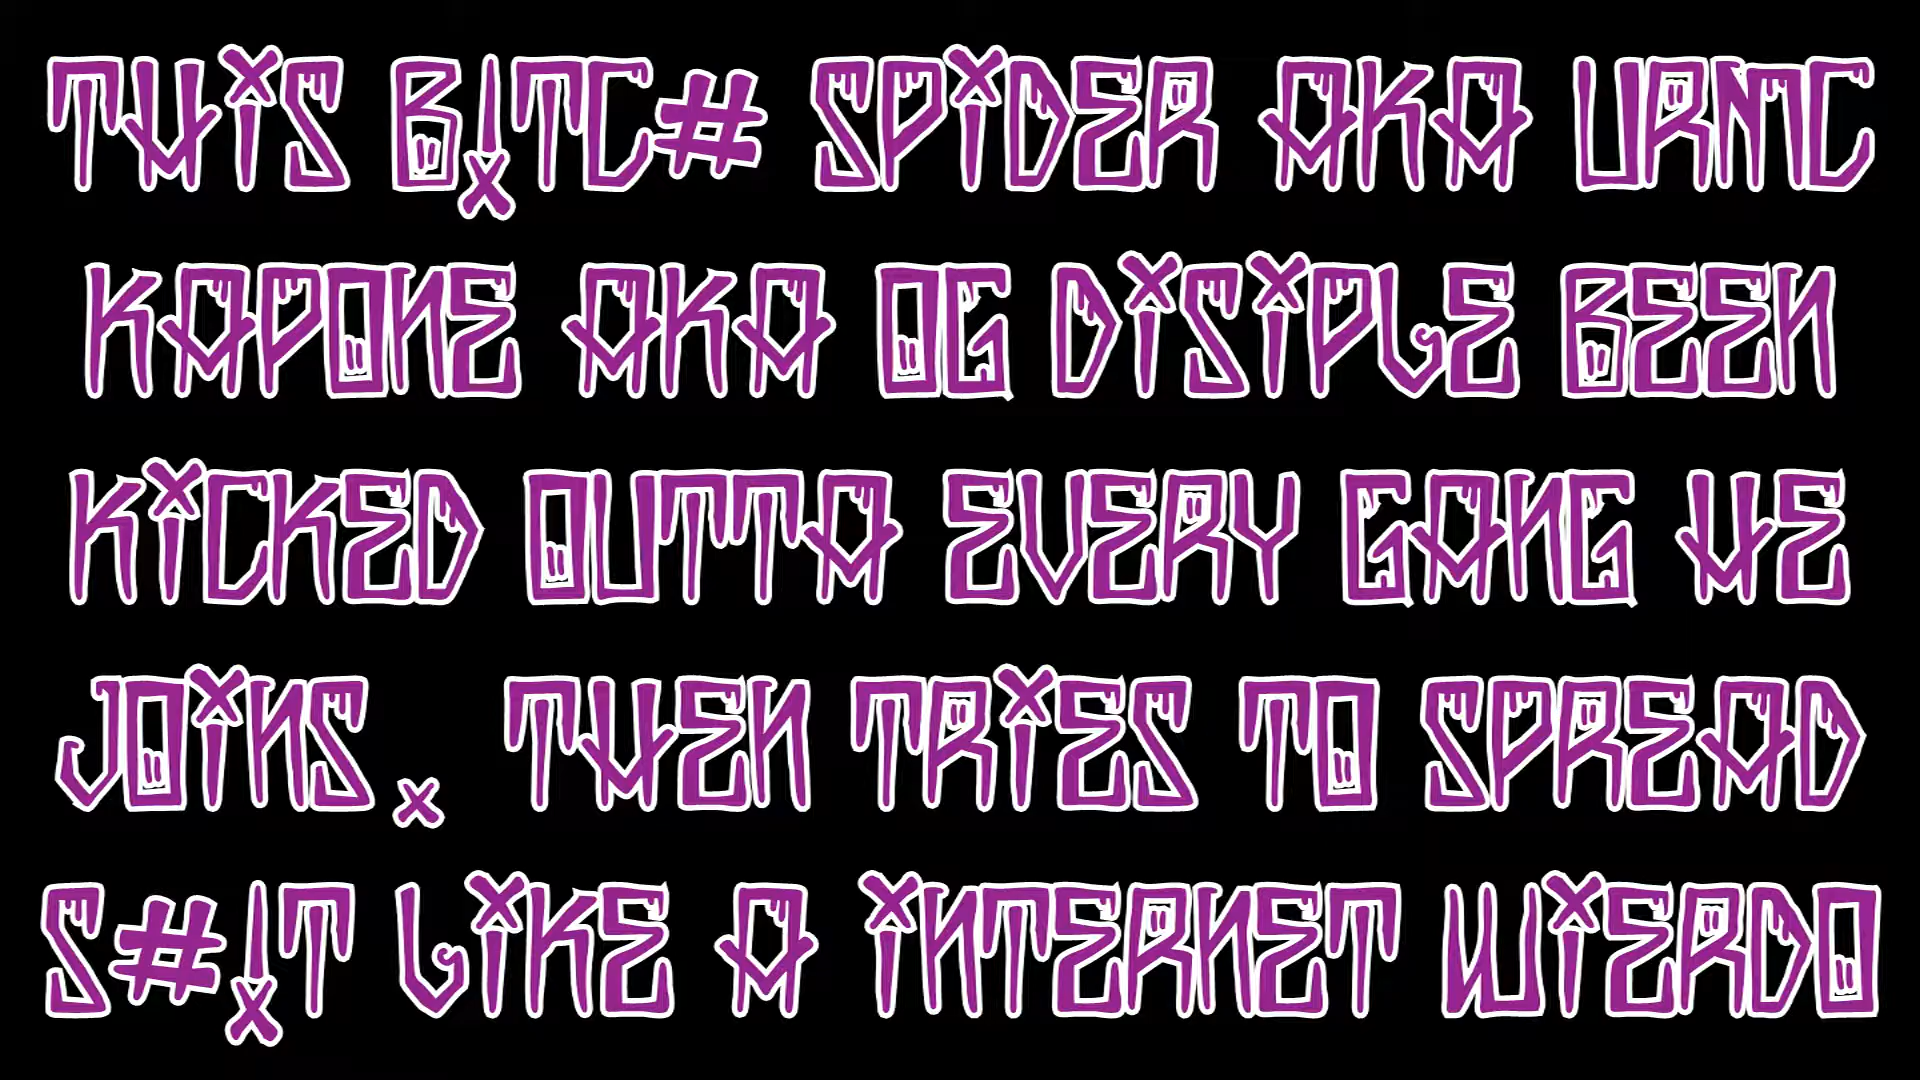 THIS B!TC# SPIDER AKA URMC
KAPONE AKA OG DISIPLE BEEN
KICKED OUTTA EVERY GANG HE
JOINS. THEN TRIES TO SPREAD
S#!T LIKE A INTERNET WIERDO